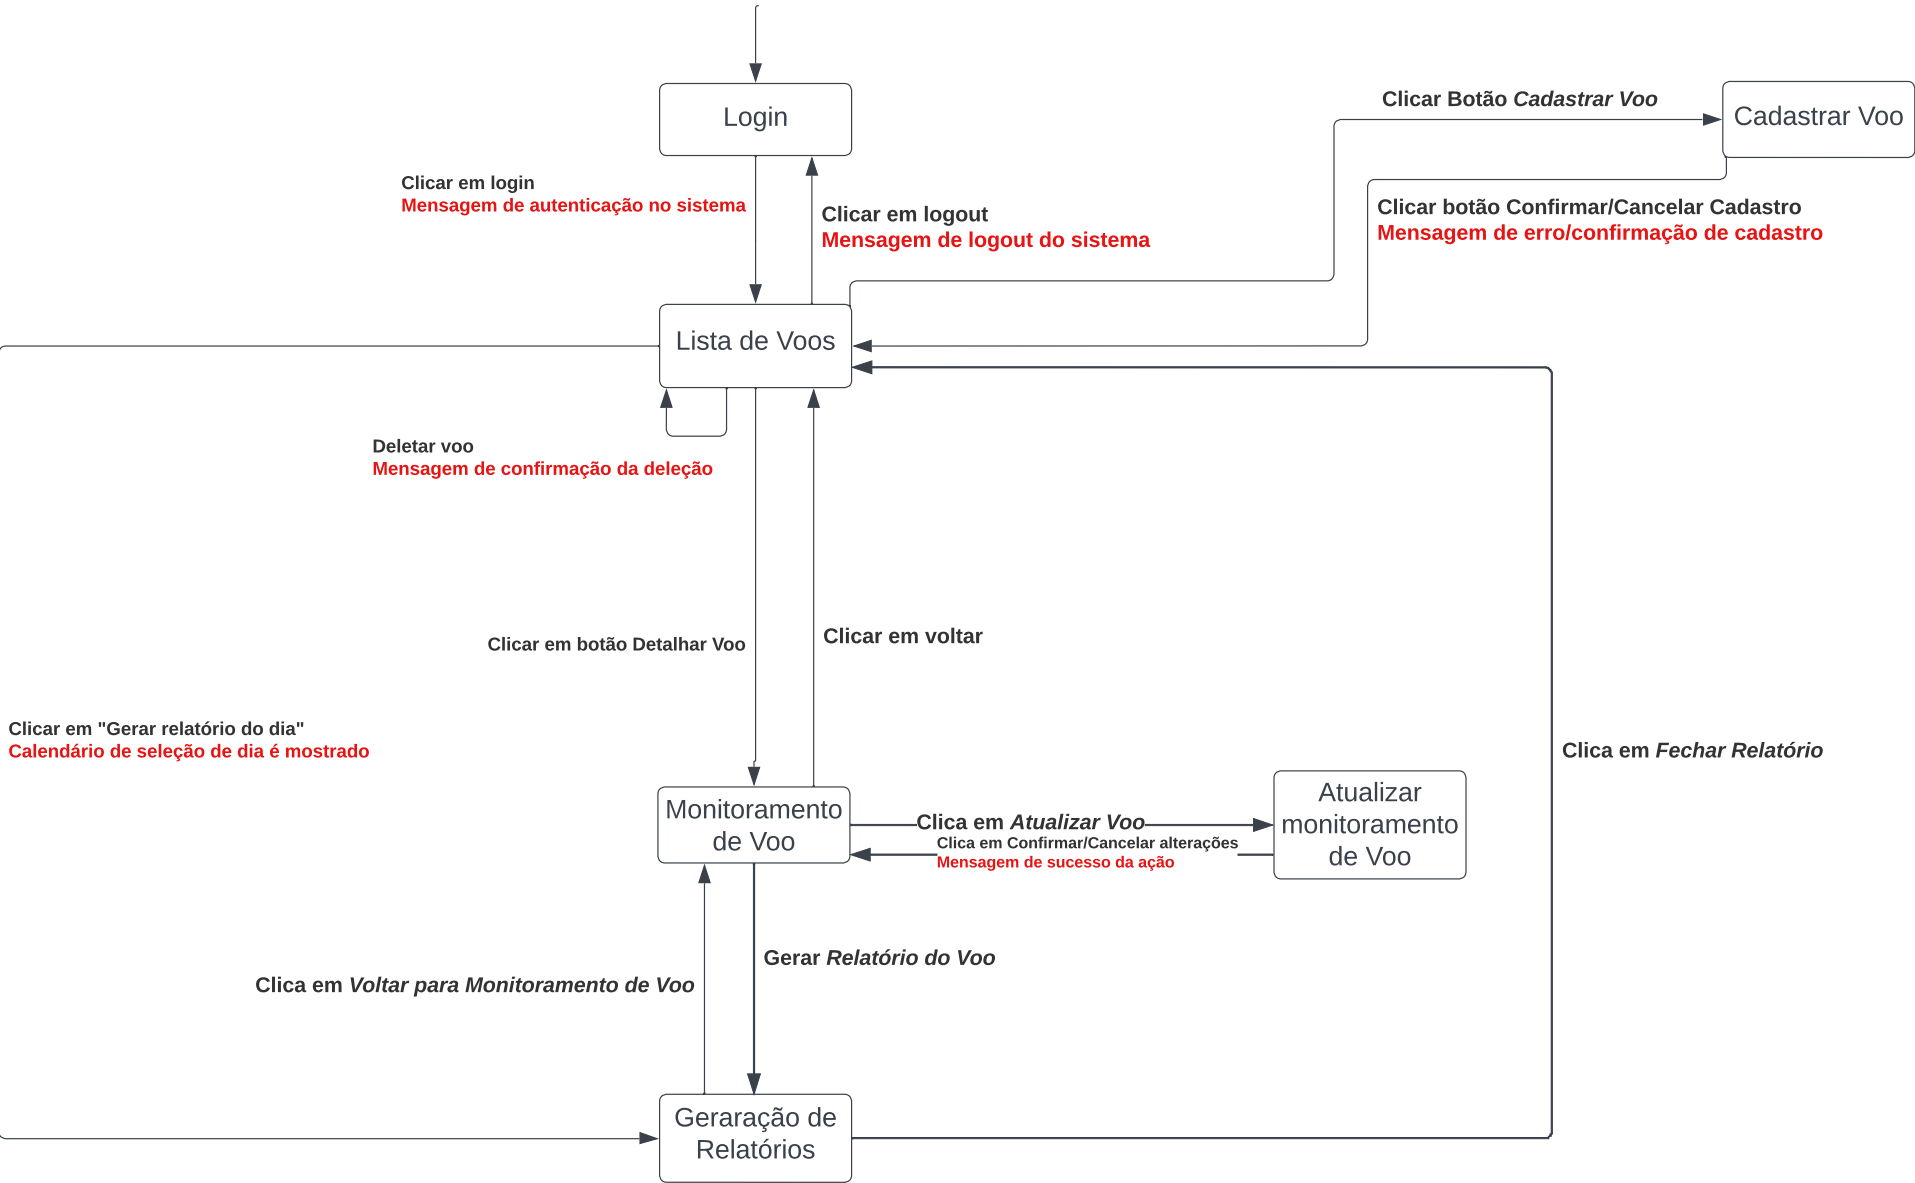 Login
Clicar Botão Cadastrar Voo
Cadastrar Voo
Clicar em login
Mensagem de autenticação no sistema
Clicar em logout
Mensagem de logout do sistema
Clicar botão Confirmar/Cancelar Cadastro
Mensagem de erro/confirmação de cadastro
Lista de Voos
Deletar voo
Mensagem de confirmação da deleção
Clicar em botão Detalhar Voo
Clicar em voltar
Clicar em "Gerar relatório do dia"
Calendário de seleção de dia é mostrado
Clica em Fechar Relatório
Monitoramento
de Voo
Clica em Atualizar Voo
Clica em Confirmar/Cancelar alterações
Mensagem de sucesso da ação
Atualizar
monitoramento
de Voo
Gerar Relatório do Voo
Clica em Voltar para Monitoramento de Voo
Geraração de
Relatórios